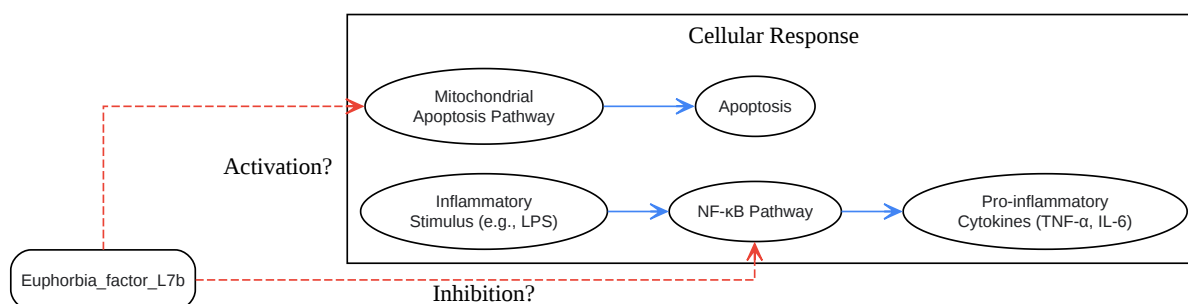 Cellular Response
Mitochondrial
Apoptosis Pathway
Apoptosis
Activation?
Inflammatory
Stimulus (e.g., LPS)
NF-κB Pathway
Pro-inflammatory
Cytokines (TNF-α, IL-6)
Euphorbia_factor_L7b
Inhibition?